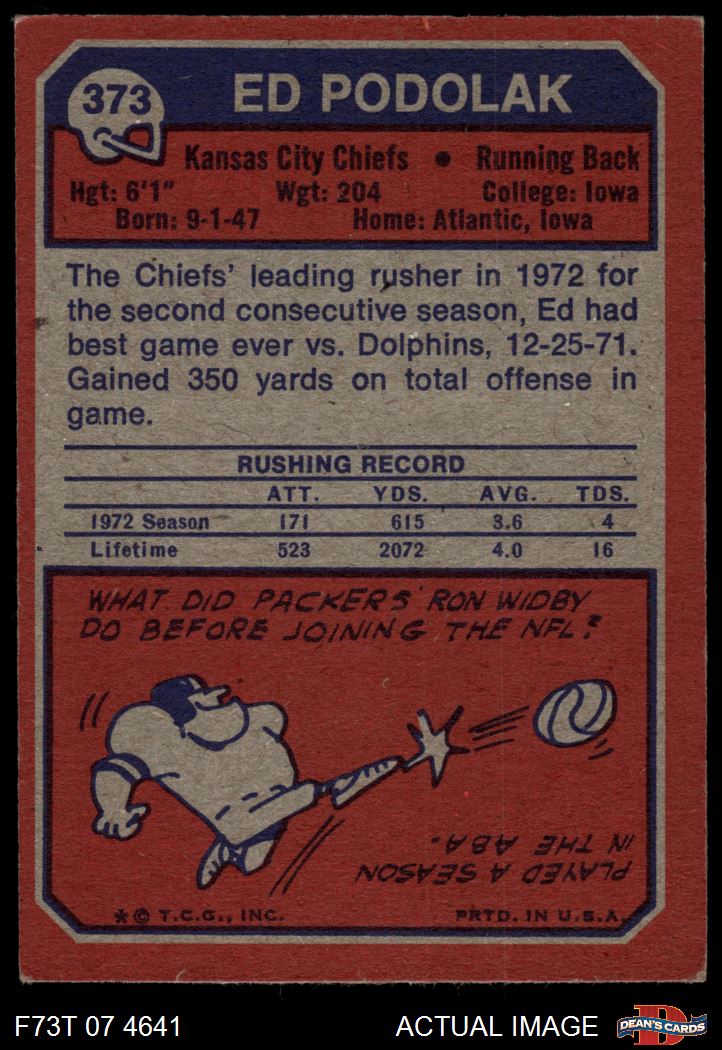 373
ED PODOLAK
Kansas City Chiefs • Running Back
Hgt: 6'1" Wgt: 204 College: Iowa
Born: 9-1-47 Home: Atlantic, Iowa
The Chiefs' leading rusher in 1972 for
the second consecutive season, Ed had
best game ever vs. Dolphins, 12-25-71.
Gained 350 yards on total offense in
game.
RUSHING RECORD
ATT. YDS. AVG. TDS.
1972 Season 171 615 3.6 4
Lifetime 523 2072 4.0 16
WHAT DID PACKERS' RON WIDBY
DO BEFORE JOINING THE NFL?
PLAYED A SEASON
IN THE ABA.
*© T.C.G., INC. PRTD. IN U.S.A.
F73T 07 4641 ACTUAL IMAGE
D
DEAN'S CARDS